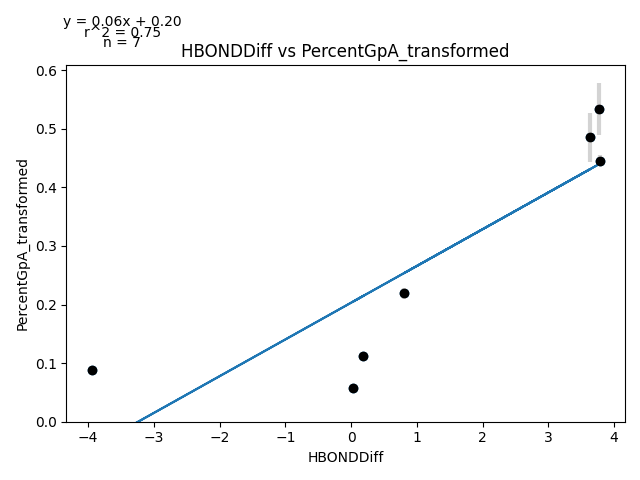 y = 0.06x + 0.20
r^2 = 0.75
n = 7
HBONDDiff vs PercentGpA_transformed
PercentGpA_transformed
0.6
0.5
0.4
0.3
0.2
0.1
0.0
−4 −3 −2 −1 0 1 2 3 4
HBONDDiff